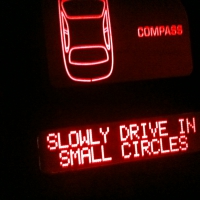 COMPASS
SLOWLY DRIVE IN
SMALL CIRCLES